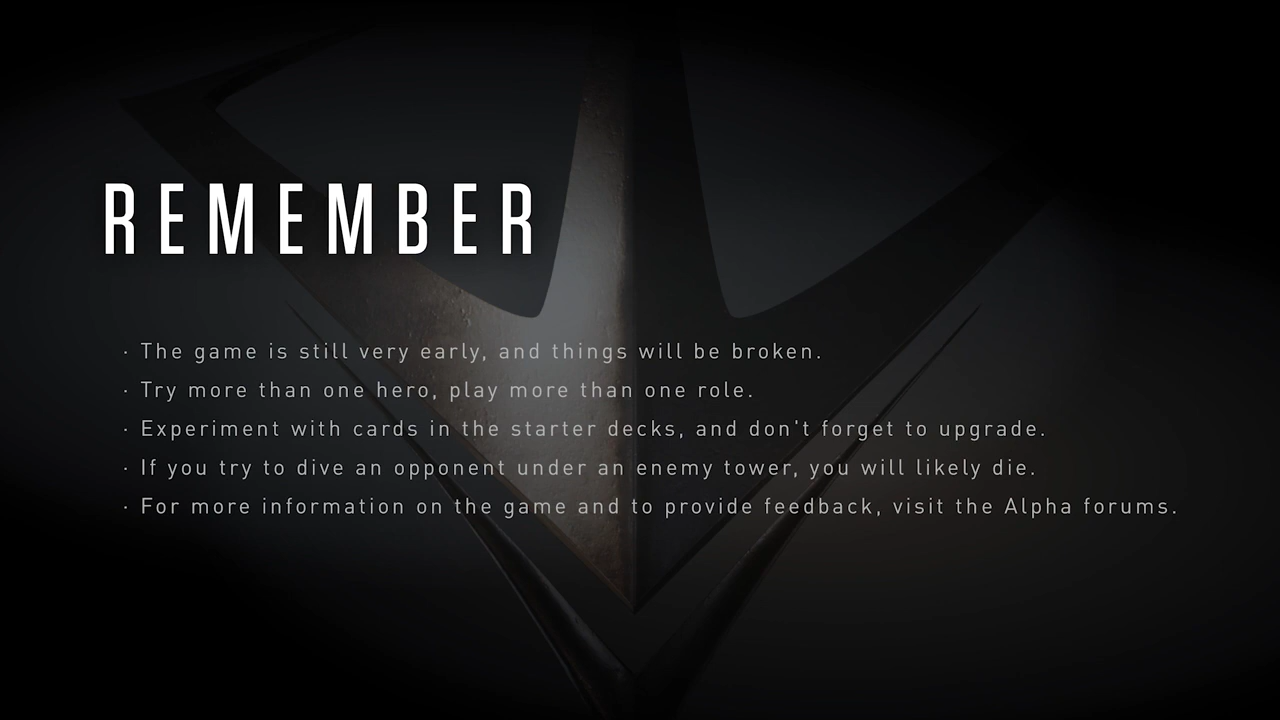 REMEMBER
· The game is still very early, and things will be broken.
· Try more than one hero, play more than one role.
· Experiment with cards in the starter decks, and don't forget to upgrade.
· If you try to dive an opponent under an enemy tower, you will likely die.
· For more information on the game and to provide feedback, visit the Alpha forums.